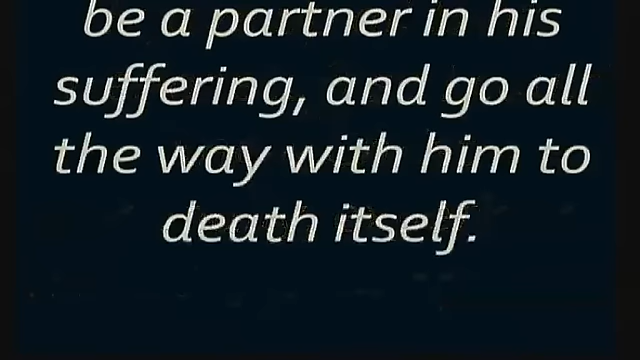 be a partner in his
suffering, and go all
the way with him to
death itself.